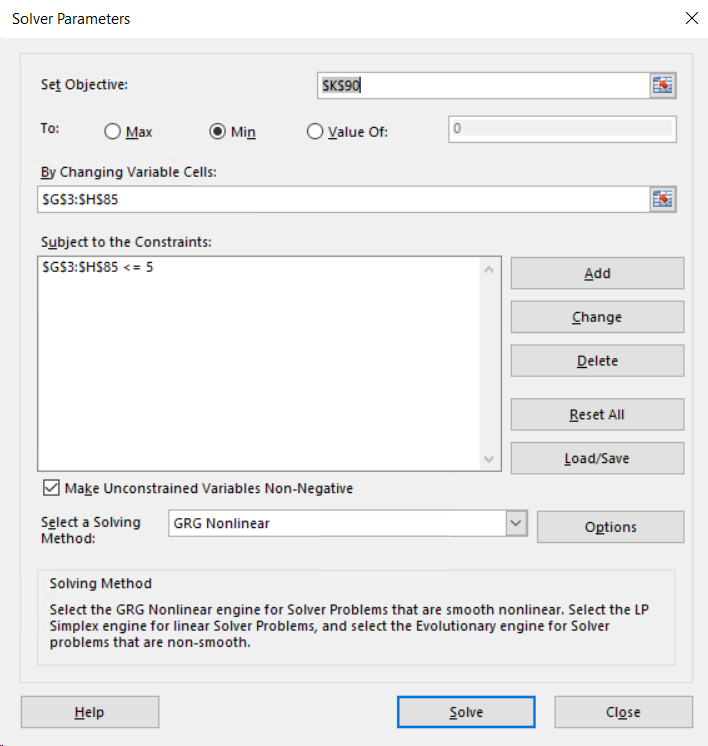 Solver Parameters
Set Objective:
$K$90
To:
Max
Min
Value Of:
0
By Changing Variable Cells:
$G$3:$H$85
Subject to the Constraints:
$G$3:$H$85 <= 5
Add
Change
Delete
Reset All
Load/Save
Make Unconstrained Variables Non-Negative
Select a Solving
Method:
GRG Nonlinear
Options
Solving Method
Select the GRG Nonlinear engine for Solver Problems that are smooth nonlinear. Select the LP
Simplex engine for linear Solver Problems, and select the Evolutionary engine for Solver
problems that are non-smooth.
Help
Solve
Close